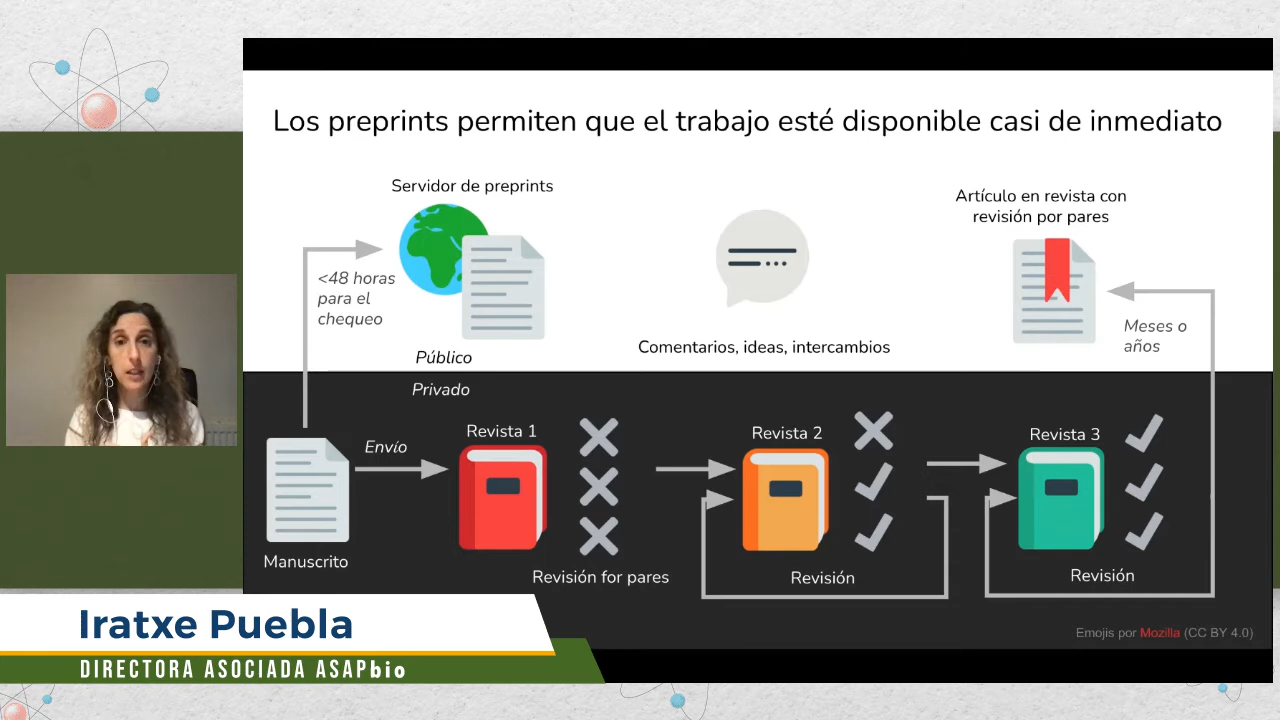 Los preprints permiten que el trabajo esté disponible casi de inmediato
Servidor de preprints
Artículo en revista con
revisión por pares
<48 horas
para el
chequeo
Meses o
años
Público
Comentarios, ideas, intercambios
Privado
Envío
Revista 1
Revista 2
Revista 3
Manuscrito
Revisión for pares
Revisión
Revisión
Emojis por Mozilla (CC BY 4.0)
Iratxe Puebla
DIRECTORA ASOCIADA ASAPbio